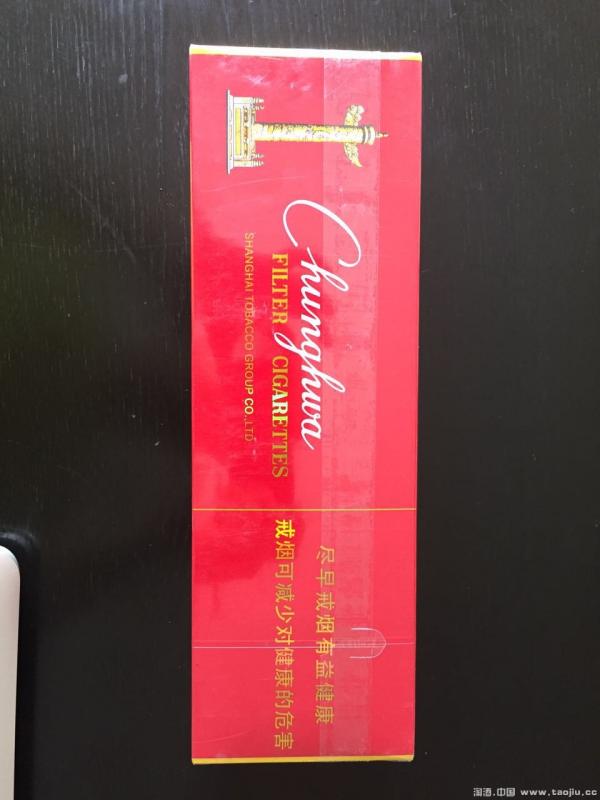 Chunghwa
FILTER CIGARETTES
SHANGHAI TOBACCO GROUP CO.,LTD
尽早戒烟有益健康
戒烟可减少对健康的危害
淘酒.中国 www.taojiu.cc